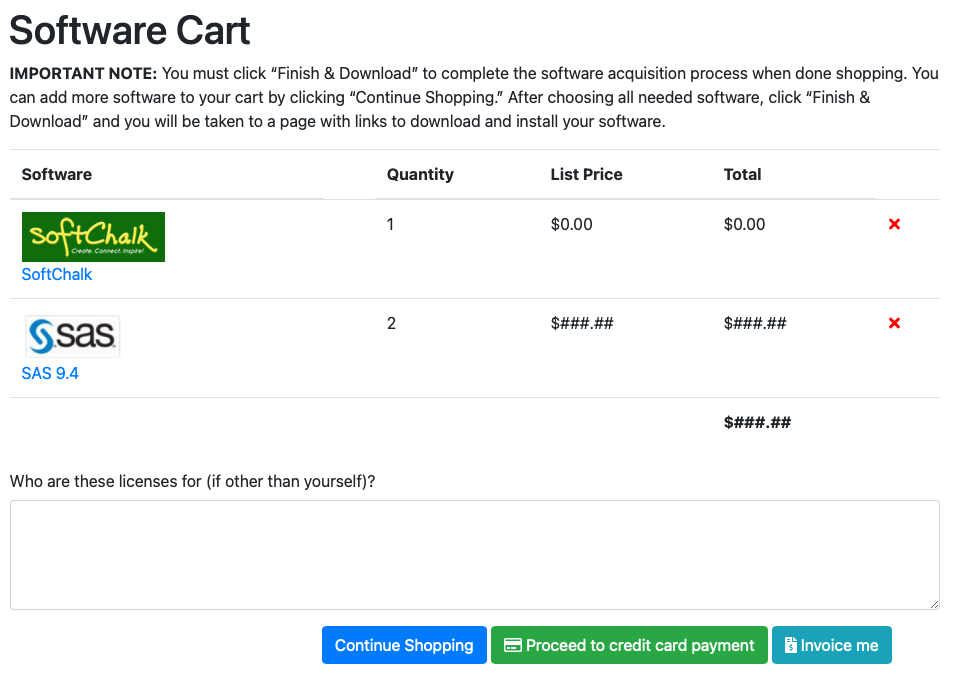 Software Cart
IMPORTANT NOTE: You must click “Finish & Download” to complete the software acquisition process when done shopping. You
can add more software to your cart by clicking “Continue Shopping.” After choosing all needed software, click “Finish &
Download” and you will be taken to a page with links to download and install your software.
Software Quantity List Price Total
SoftChalk
Create. Connect. Inspire!
1 $0.00 $0.00
SoftChalk
sas
2 $###.## $###.##
SAS 9.4
$###.##
Who are these licenses for (if other than yourself)?
Continue Shopping Proceed to credit card payment Invoice me